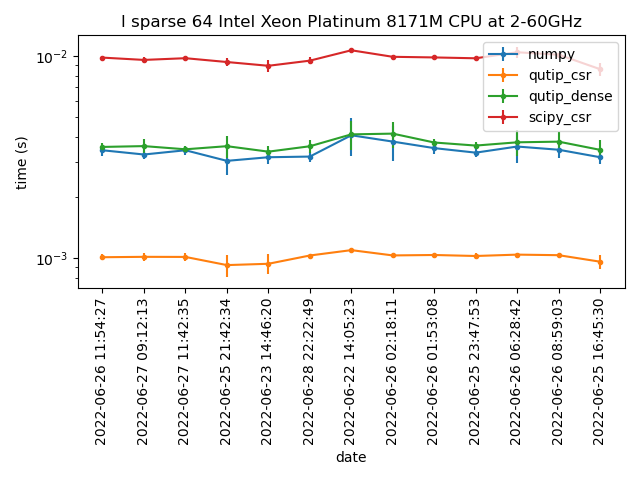 l sparse 64 Intel Xeon Platinum 8171M CPU at 2-60GHz
time (s)
10⁻²
10⁻³
numpy
qutip_csr
qutip_dense
scipy_csr
2022-06-26 11:54:27
2022-06-27 09:12:13
2022-06-27 11:42:35
2022-06-25 21:42:34
2022-06-23 14:46:20
2022-06-28 22:22:49
2022-06-22 14:05:23
2022-06-26 02:18:11
2022-06-26 01:53:08
2022-06-25 23:47:53
2022-06-26 06:28:42
2022-06-26 08:59:03
2022-06-25 16:45:30
date